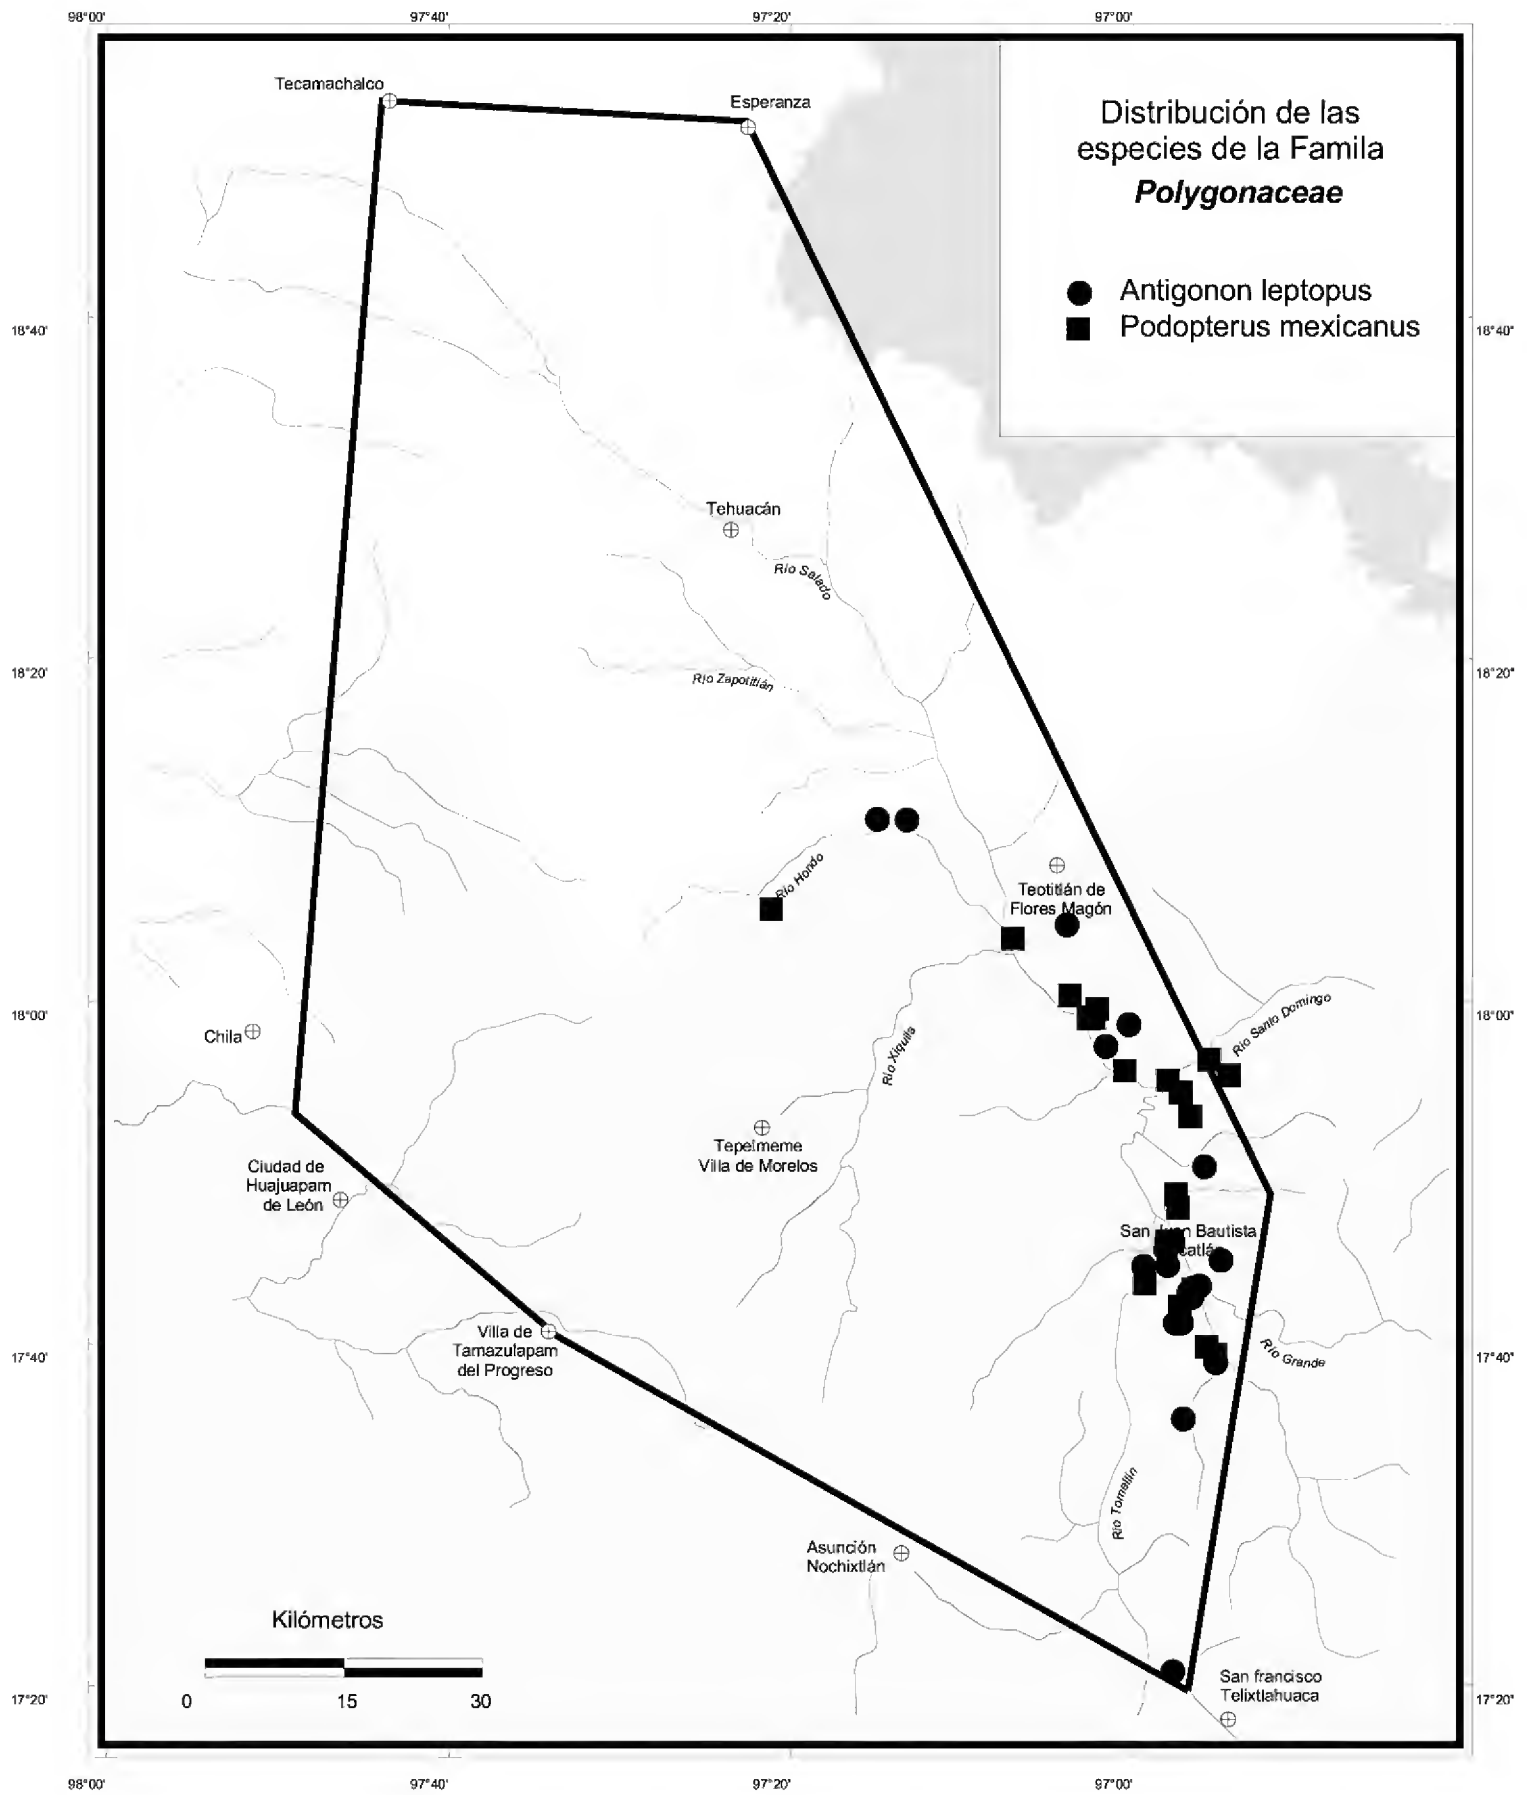 98°00'
97°40'
97°20'
97°00'
Tecamachalco
Esperanza
Distribución de las
especies de la Famila
Polygonaceae
Antigonon leptopus
Podopterus mexicanus
18°40'
18°40'
Tehuacán
Río Salado
18°20'
Río Zapotitlán
18°20'
Río Hondo
Teotitlán de
Flores Magón
Río Santo Domingo
18°00'
18°00'
Chila
Río Xiquila
Tepelmeme
Villa de Morelos
Ciudad de
Huajuapam
de León
San Juan Bautista
Villa de
Tamazulapam
del Progreso
17°40'
Río Grande
17°40'
Río Tomellín
Asunción
Nochixtlán
Kilómetros
0 15 30
San francisco
Telixtlahuaca
17°20'
17°20'
98°00'
97°40'
97°20'
97°00'